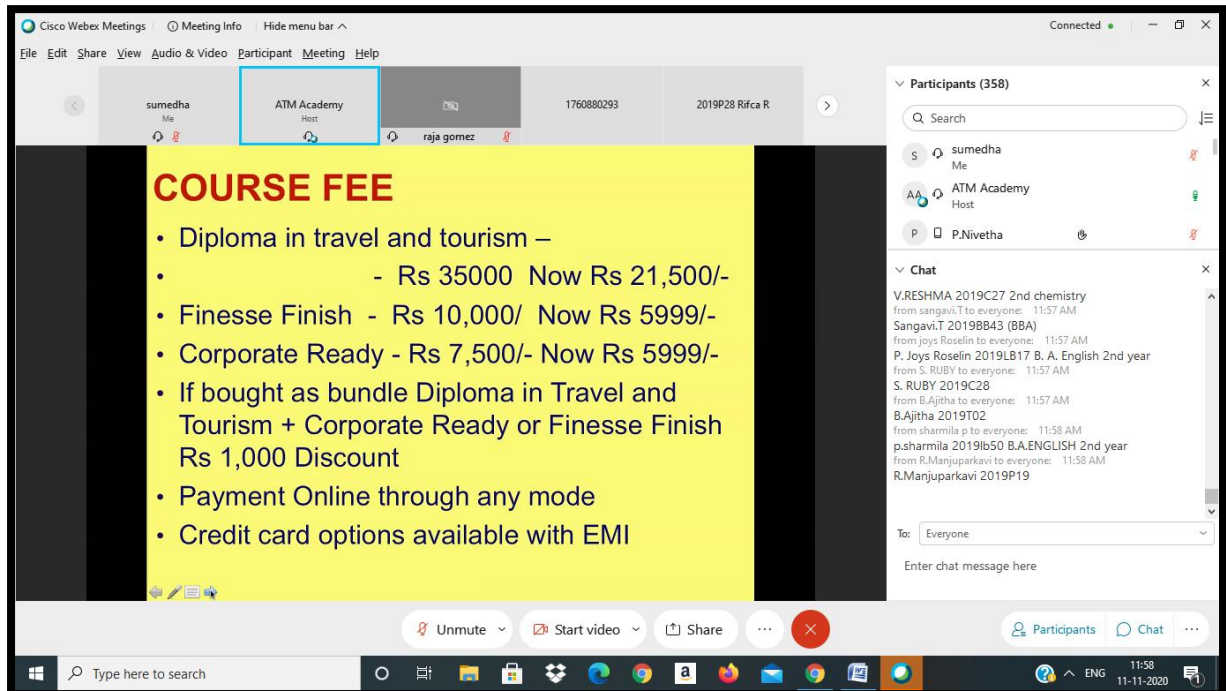 Cisco Webex Meetings
Meeting Info
Hide menu bar
Connected
File Edit Share View Audio & Video Participant Meeting Help
sumedha
Me
ATM Academy
Host
raja gomez
1760880293
2019P28 Rifca R
COURSE FEE
• Diploma in travel and tourism –
• - Rs 35000 Now Rs 21,500/-
• Finesse Finish - Rs 10,000/ Now Rs 5999/-
• Corporate Ready - Rs 7,500/- Now Rs 5999/-
• If bought as bundle Diploma in Travel and
Tourism + Corporate Ready or Finesse Finish
Rs 1,000 Discount
• Payment Online through any mode
• Credit card options available with EMI
Participants (358)
Search
S sumedha
Me
AA ATM Academy
Host
P P.Nivetha
Chat
V.RESHMA 2019C27 2nd chemistry
from sangavi.T to everyone: 11:57 AM
Sangavi.T 2019BB43 (BBA)
from joys Roselin to everyone: 11:57 AM
P. Joys Roselin 2019LB17 B. A. English 2nd year
from S. RUBY to everyone: 11:57 AM
S. RUBY 2019C28
from B.Ajitha to everyone: 11:57 AM
B.Ajitha 2019T02
from sharmila p to everyone: 11:58 AM
p.sharmila 2019lb50 B.A.ENGLISH 2nd year
from R.Manjuparkavi to everyone: 11:58 AM
R.Manjuparkavi 2019P19
To: Everyone
Enter chat message here
Unmute
Start video
Share
Participants
Chat
Type here to search
a
ENG
11:58
11-11-2020
1